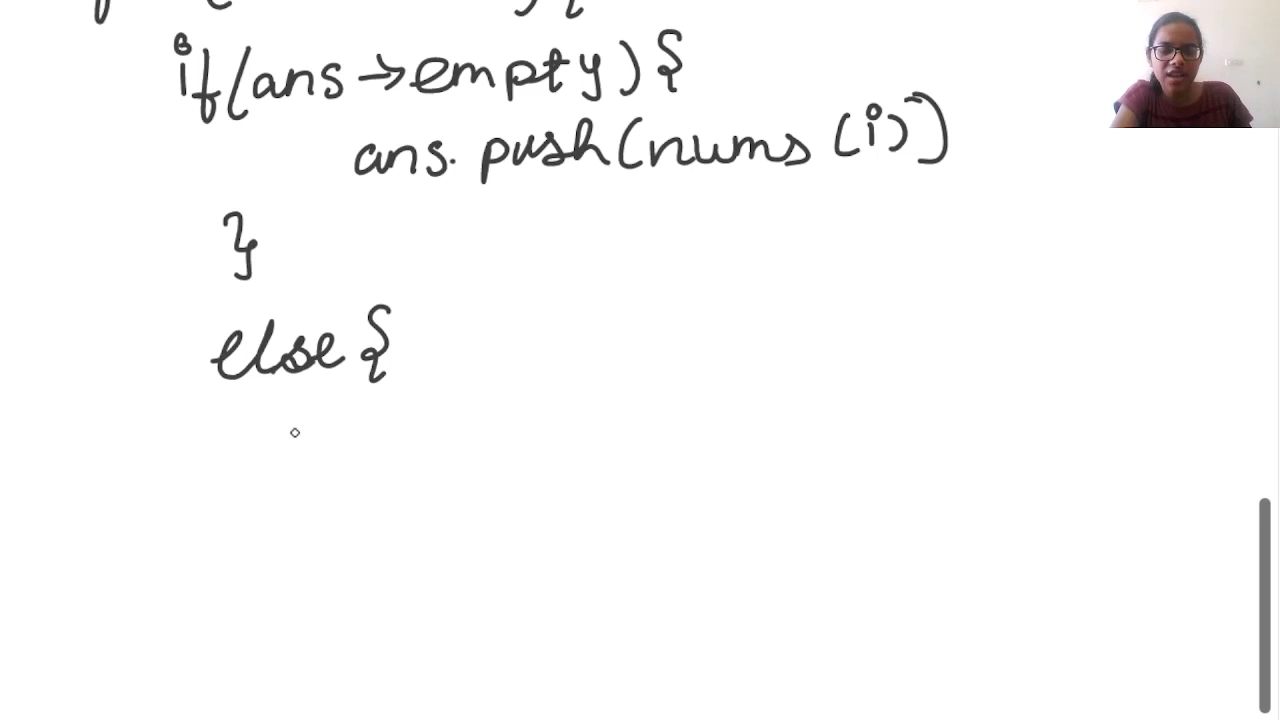 if(ans→empty){
ans.push(nums(i))
}
else{